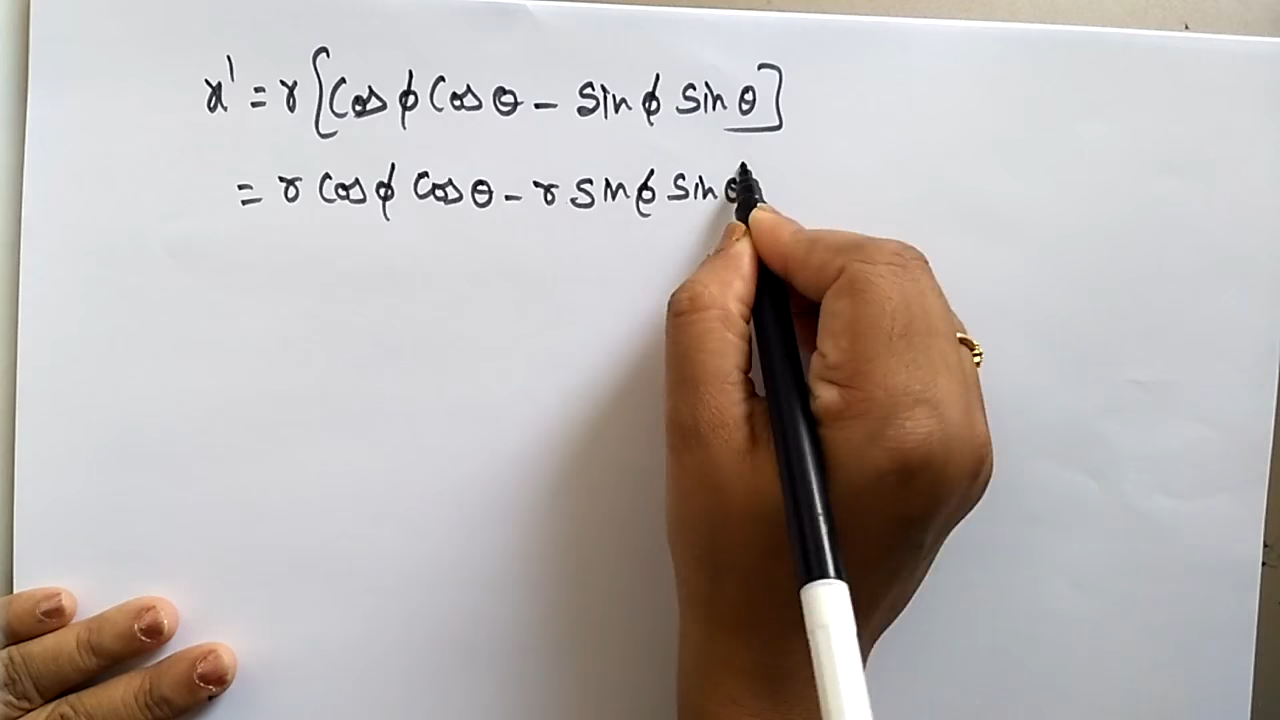 x' = r [Cos ϕ Cos θ - Sin ϕ Sin θ]
= r Cos ϕ Cos θ - r Sin ϕ Sin θ